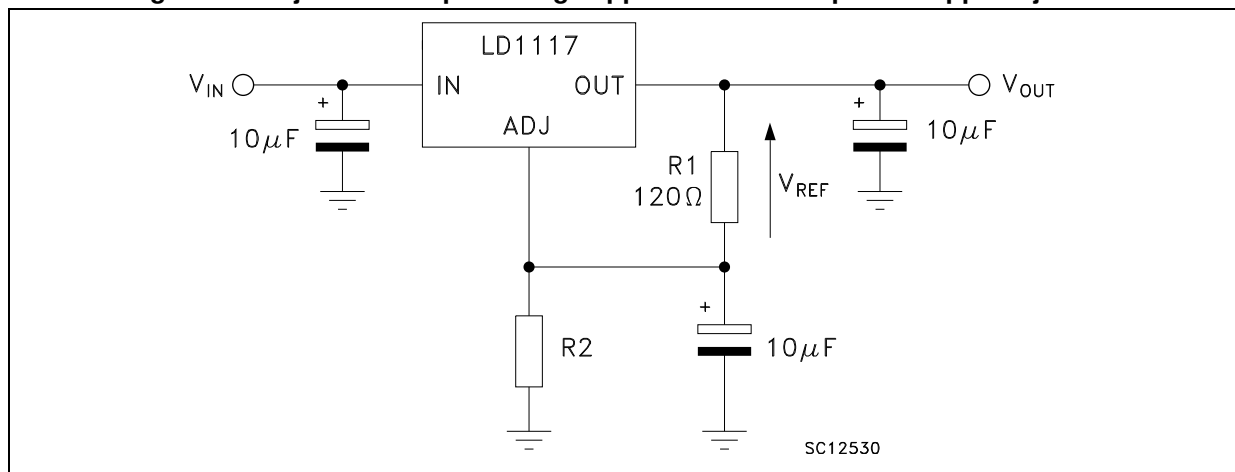 LD1117
V_IN
IN
OUT
V_OUT
+
10μF
ADJ
+
10μF
R1
120Ω
V_REF
+
R2
10μF
SC12530